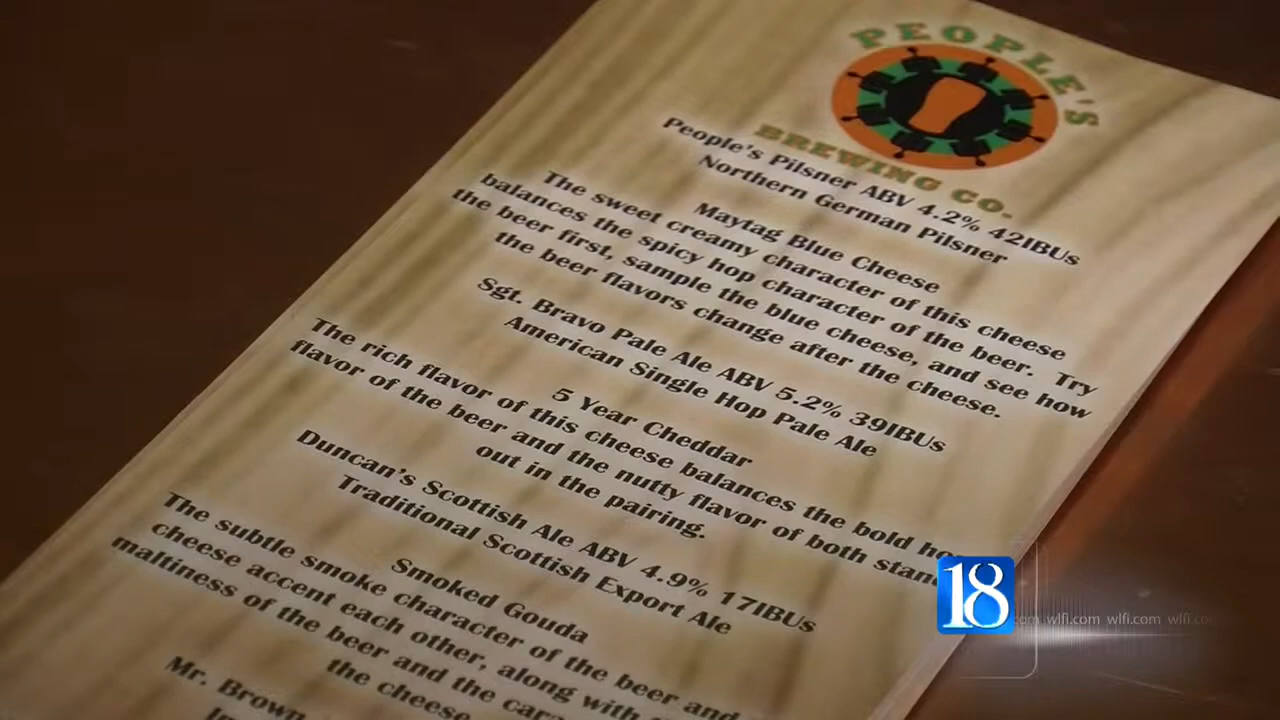 PEOPLE'S
BREWING CO.
People's Pilsner ABV 4.2% 42IBUs
Northern German Pilsner
Maytag Blue Cheese
The sweet creamy character of this cheese
balances the spicy hop character of the beer. Try
the beer first, sample the blue cheese, and see how
the beer flavors change after the cheese.
Sgt. Bravo Pale Ale ABV 5.2% 39IBUs
American Single Hop Pale Ale
5 Year Cheddar
The rich flavor of this cheese balances the bold
flavor of the beer and the nutty flavor of both stand
out in the pairing.
Duncan's Scottish Ale ABV 4.9% 17IBUs
Traditional Scottish Export Ale
Smoked Gouda
The subtle smoke character of the beer and
cheese accent each other, along with
maltiness of the beer and the
the cheese
Mr. Brown
18
.com wlfi.com wlfi.com wlfi.co